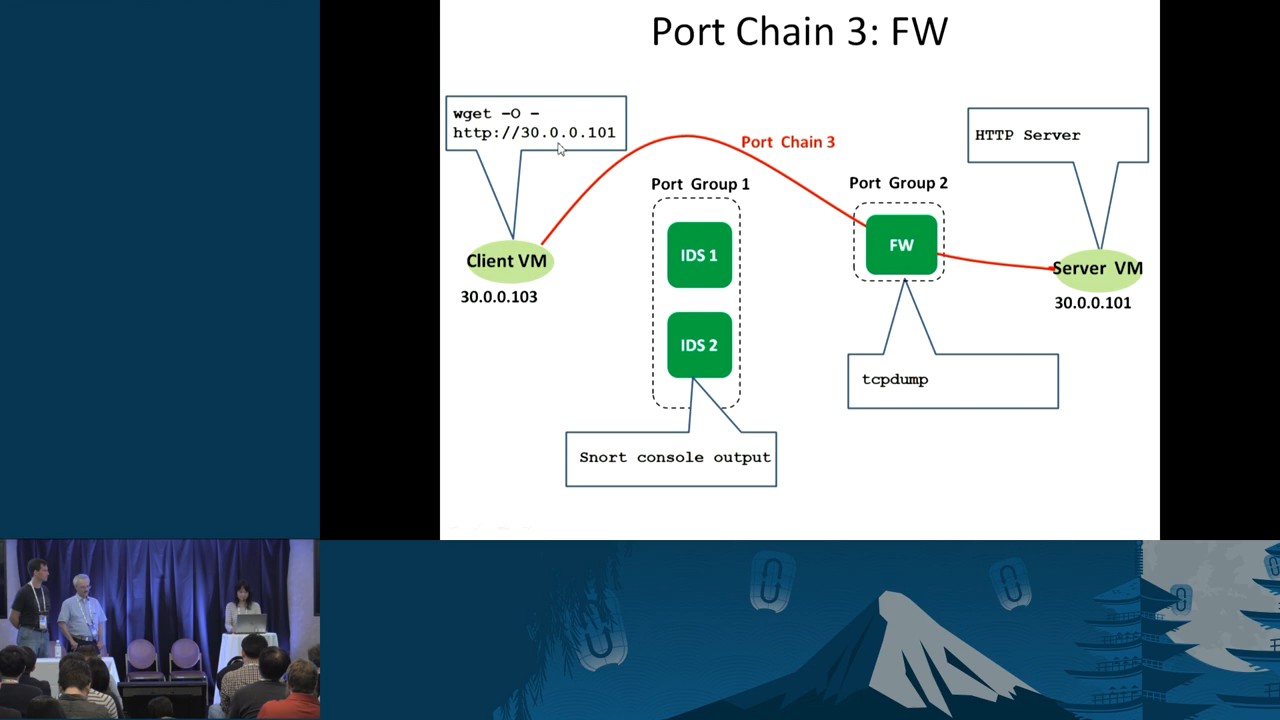 Port Chain 3: FW
wget -O -
http://30.0.0.101
HTTP Server
Port Chain 3
Port Group 1
Port Group 2
IDS 1
FW
Client VM
Server VM
30.0.0.103
30.0.0.101
IDS 2
tcpdump
Snort console output